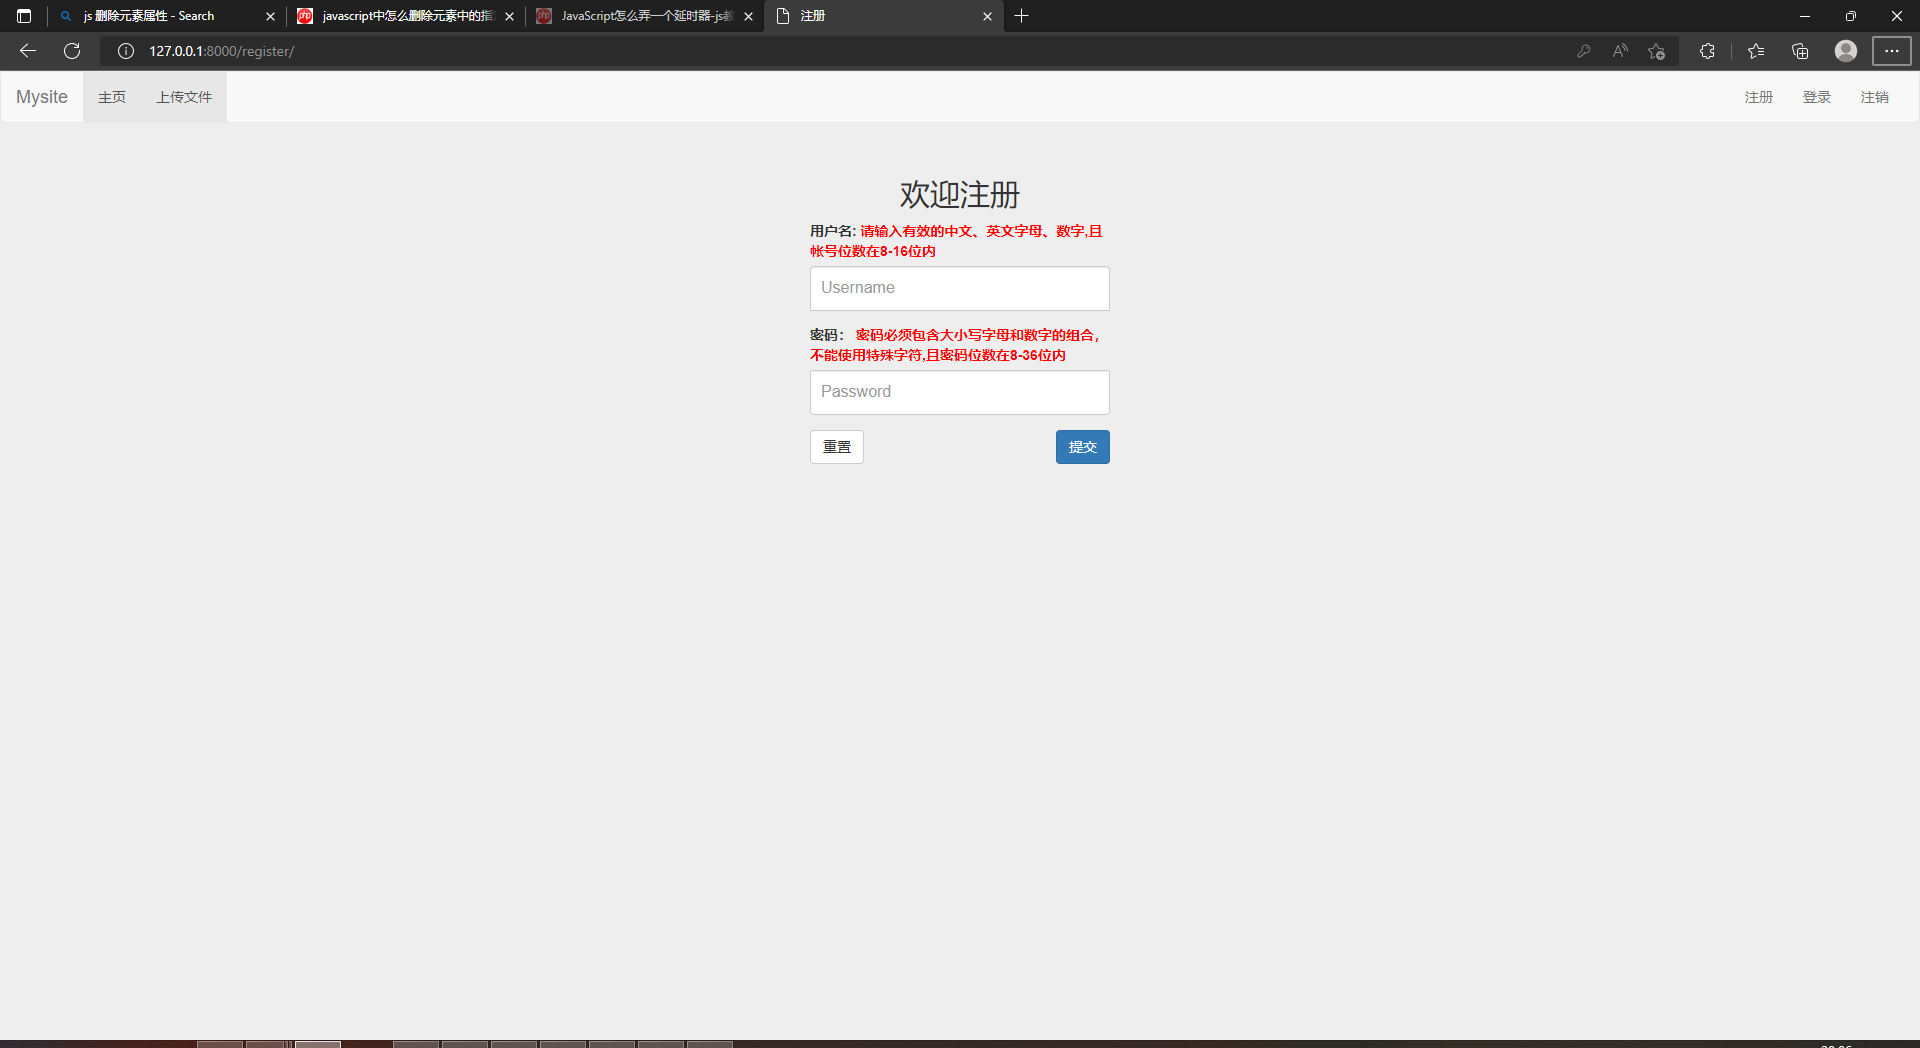 js 删除元素属性 - Search
javascript中怎么删除元素中的指
JavaScript怎么弄一个延时器-js教
注册
127.0.0.1:8000/register/
Mysite 主页 上传文件 注册 登录 注销
欢迎注册
用户名: 请输入有效的中文、英文字母、数字,且
帐号位数在8-16位内
Username
密码： 密码必须包含大小写字母和数字的组合，
不能使用特殊字符,且密码位数在8-36位内
Password
重置 提交